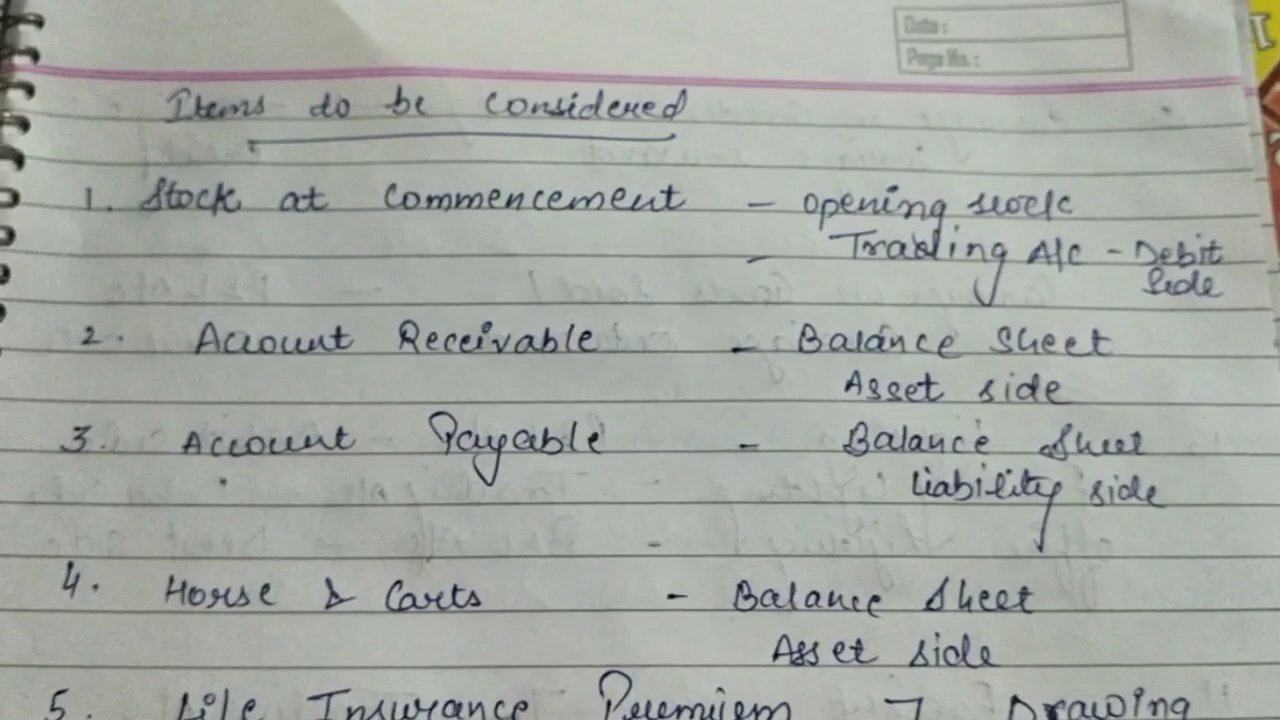 Date :
Page No. :
Items to be Considered
1. Stock at Commencement - Opening stock
- Trading A/c - Debit
Side
2. Account Receivable - Balance Sheet
Asset side
3. Account Payable - Balance Sheet
Liability side
4. Horse & Carts - Balance Sheet
Asset side
5. Life Insurance Premium Drawing